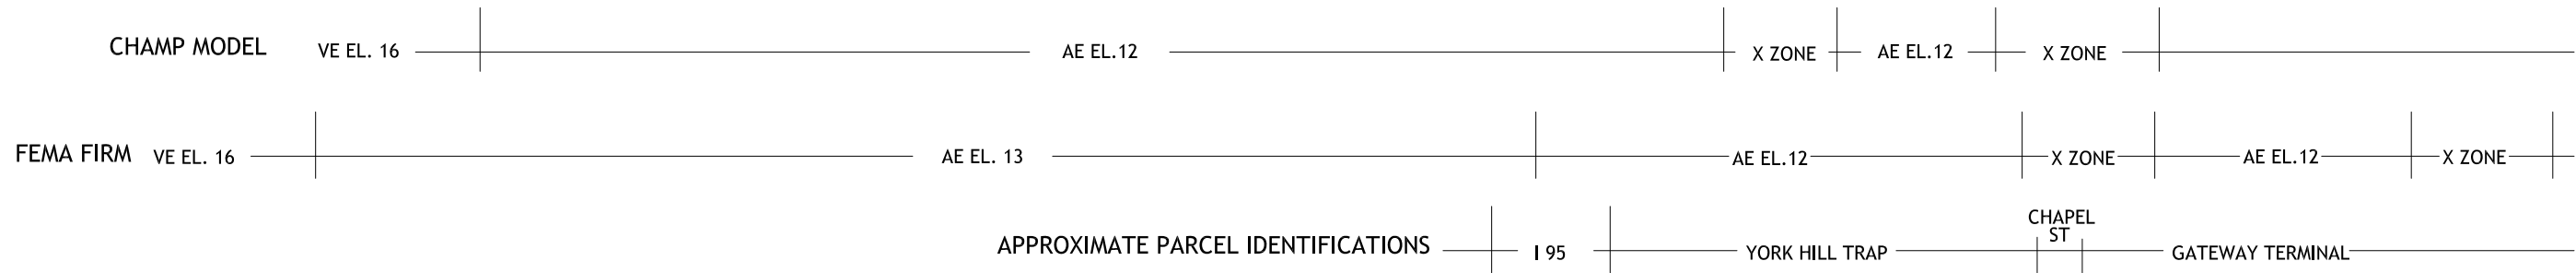 CHAMP MODEL VE EL. 16 AE EL.12 X ZONE AE EL.12 X ZONE
FEMA FIRM VE EL. 16 AE EL. 13 AE EL.12 X ZONE AE EL.12 X ZONE
CHAPEL
ST
APPROXIMATE PARCEL IDENTIFICATIONS I 95 YORK HILL TRAP GATEWAY TERMINAL